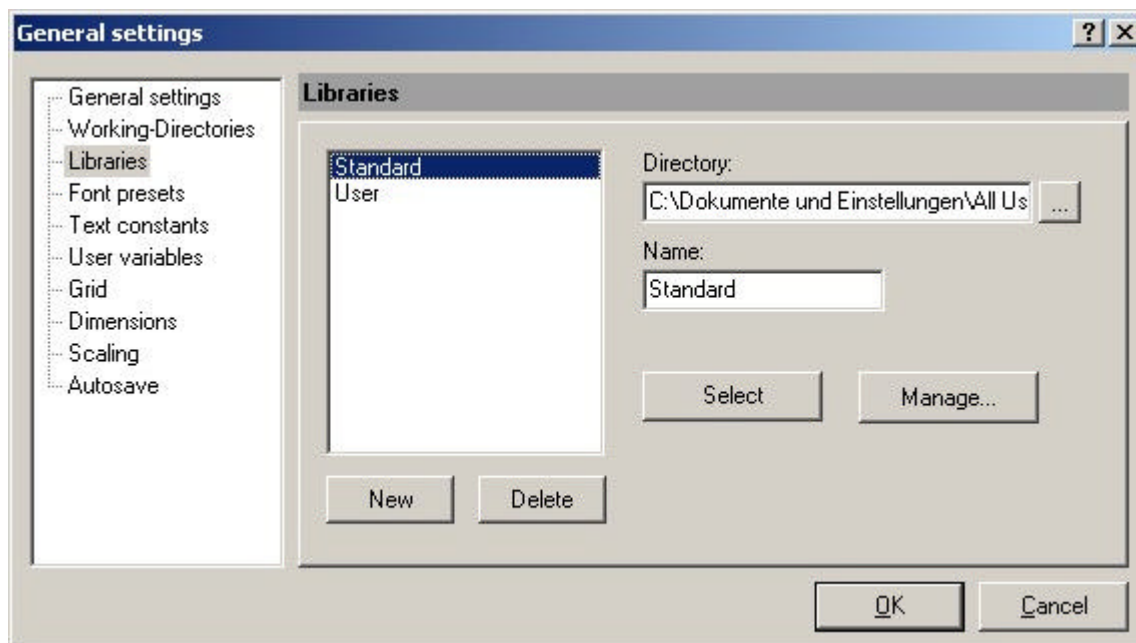 General settings
General settings
Working-Directories
Libraries
Font presets
Text constants
User variables
Grid
Dimensions
Scaling
Autosave
Libraries
Standard
User
New
Delete
Directory:
C:\Dokumente und Einstellungen\All Us
...
Name:
Standard
Select
Manage...
OK
Cancel